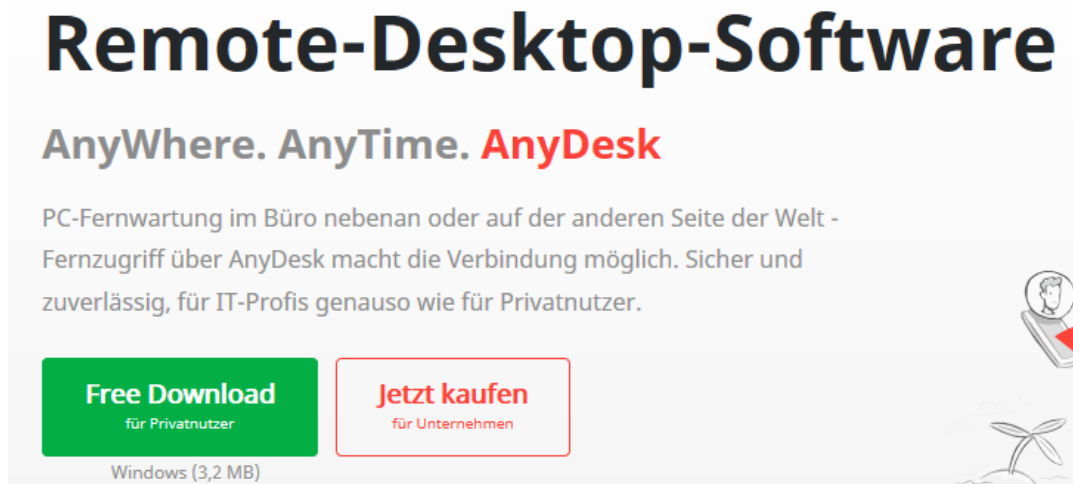 Remote-Desktop-Software
AnyWhere. AnyTime. AnyDesk
PC-Fernwartung im Büro nebenan oder auf der anderen Seite der Welt -
Fernzugriff über AnyDesk macht die Verbindung möglich. Sicher und
zuverlässig, für IT-Profis genauso wie für Privatnutzer.
Free Download
für Privatnutzer
Jetzt kaufen
für Unternehmen
Windows (3,2 MB)